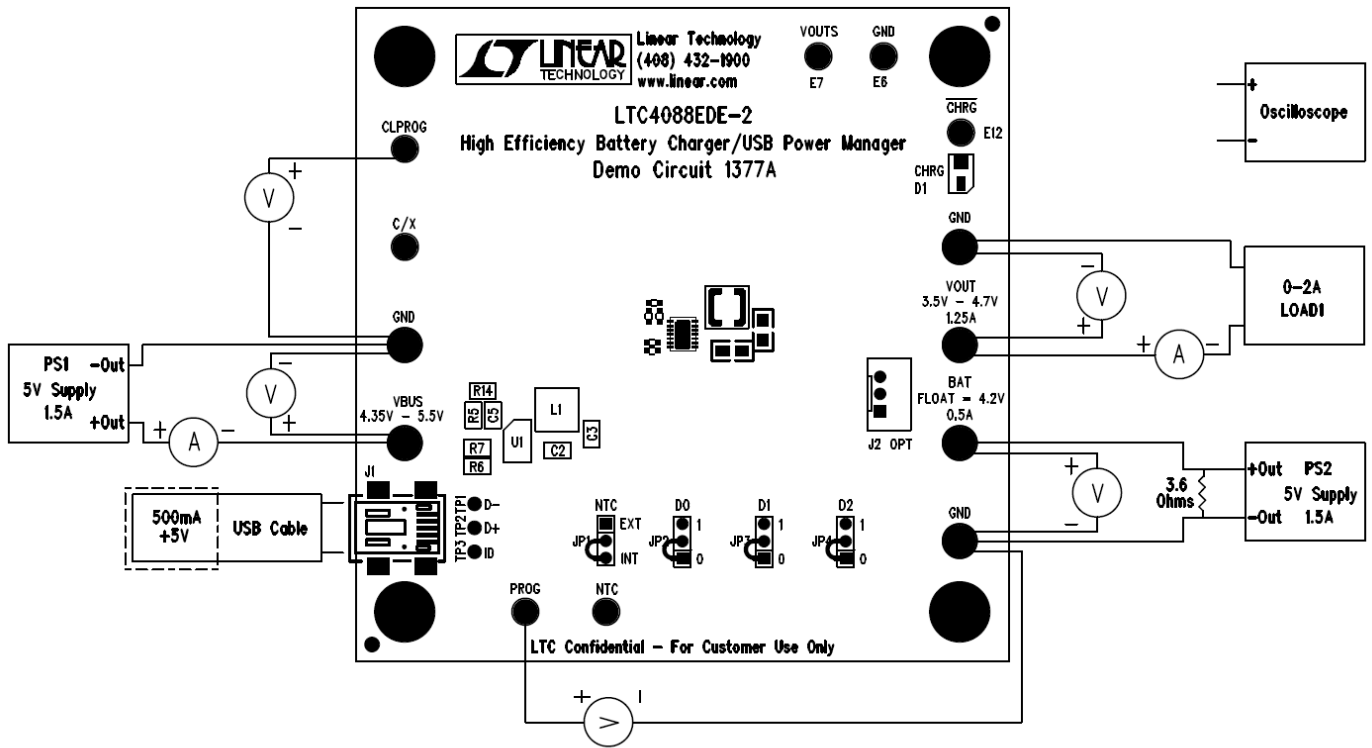 LINEAR
TECHNOLOGY
Linear Technology
(408) 432-1900
www.linear.com
VOUTS
GND
E7
E6
LTC4088EDE-2
High Efficiency Battery Charger/USB Power Manager
Demo Circuit 1377A
CHRG
E12
CHRG
D1
+
Oscilloscope
-
CLPROG
+
V
-
C/X
GND
PS1
-Out
5V Supply
1.5A
+Out
-
V
+
+
A
-
VBUS
4.35V - 5.5V
GND
VOUT
3.5V - 4.7V
1.25A
-
V
+
+
A
-
0-2A
LOAD1
BAT
FLOAT = 4.2V
0.5A
J2 OPT
R14
R5
C5
L1
R7
R6
U1
C2
C3
+
V
-
3.6
Ohms
+Out
PS2
5V Supply
-Out
1.5A
GND
J1
500mA
+5V
USB Cable
TP1
D-
TP2
D+
TP3
ID
NTC
EXT
JP1
INT
D0
1
JP2
0
D1
1
JP3
0
D2
1
JP4
0
PROG
NTC
LTC Confidential - For Customer Use Only
+
V
-